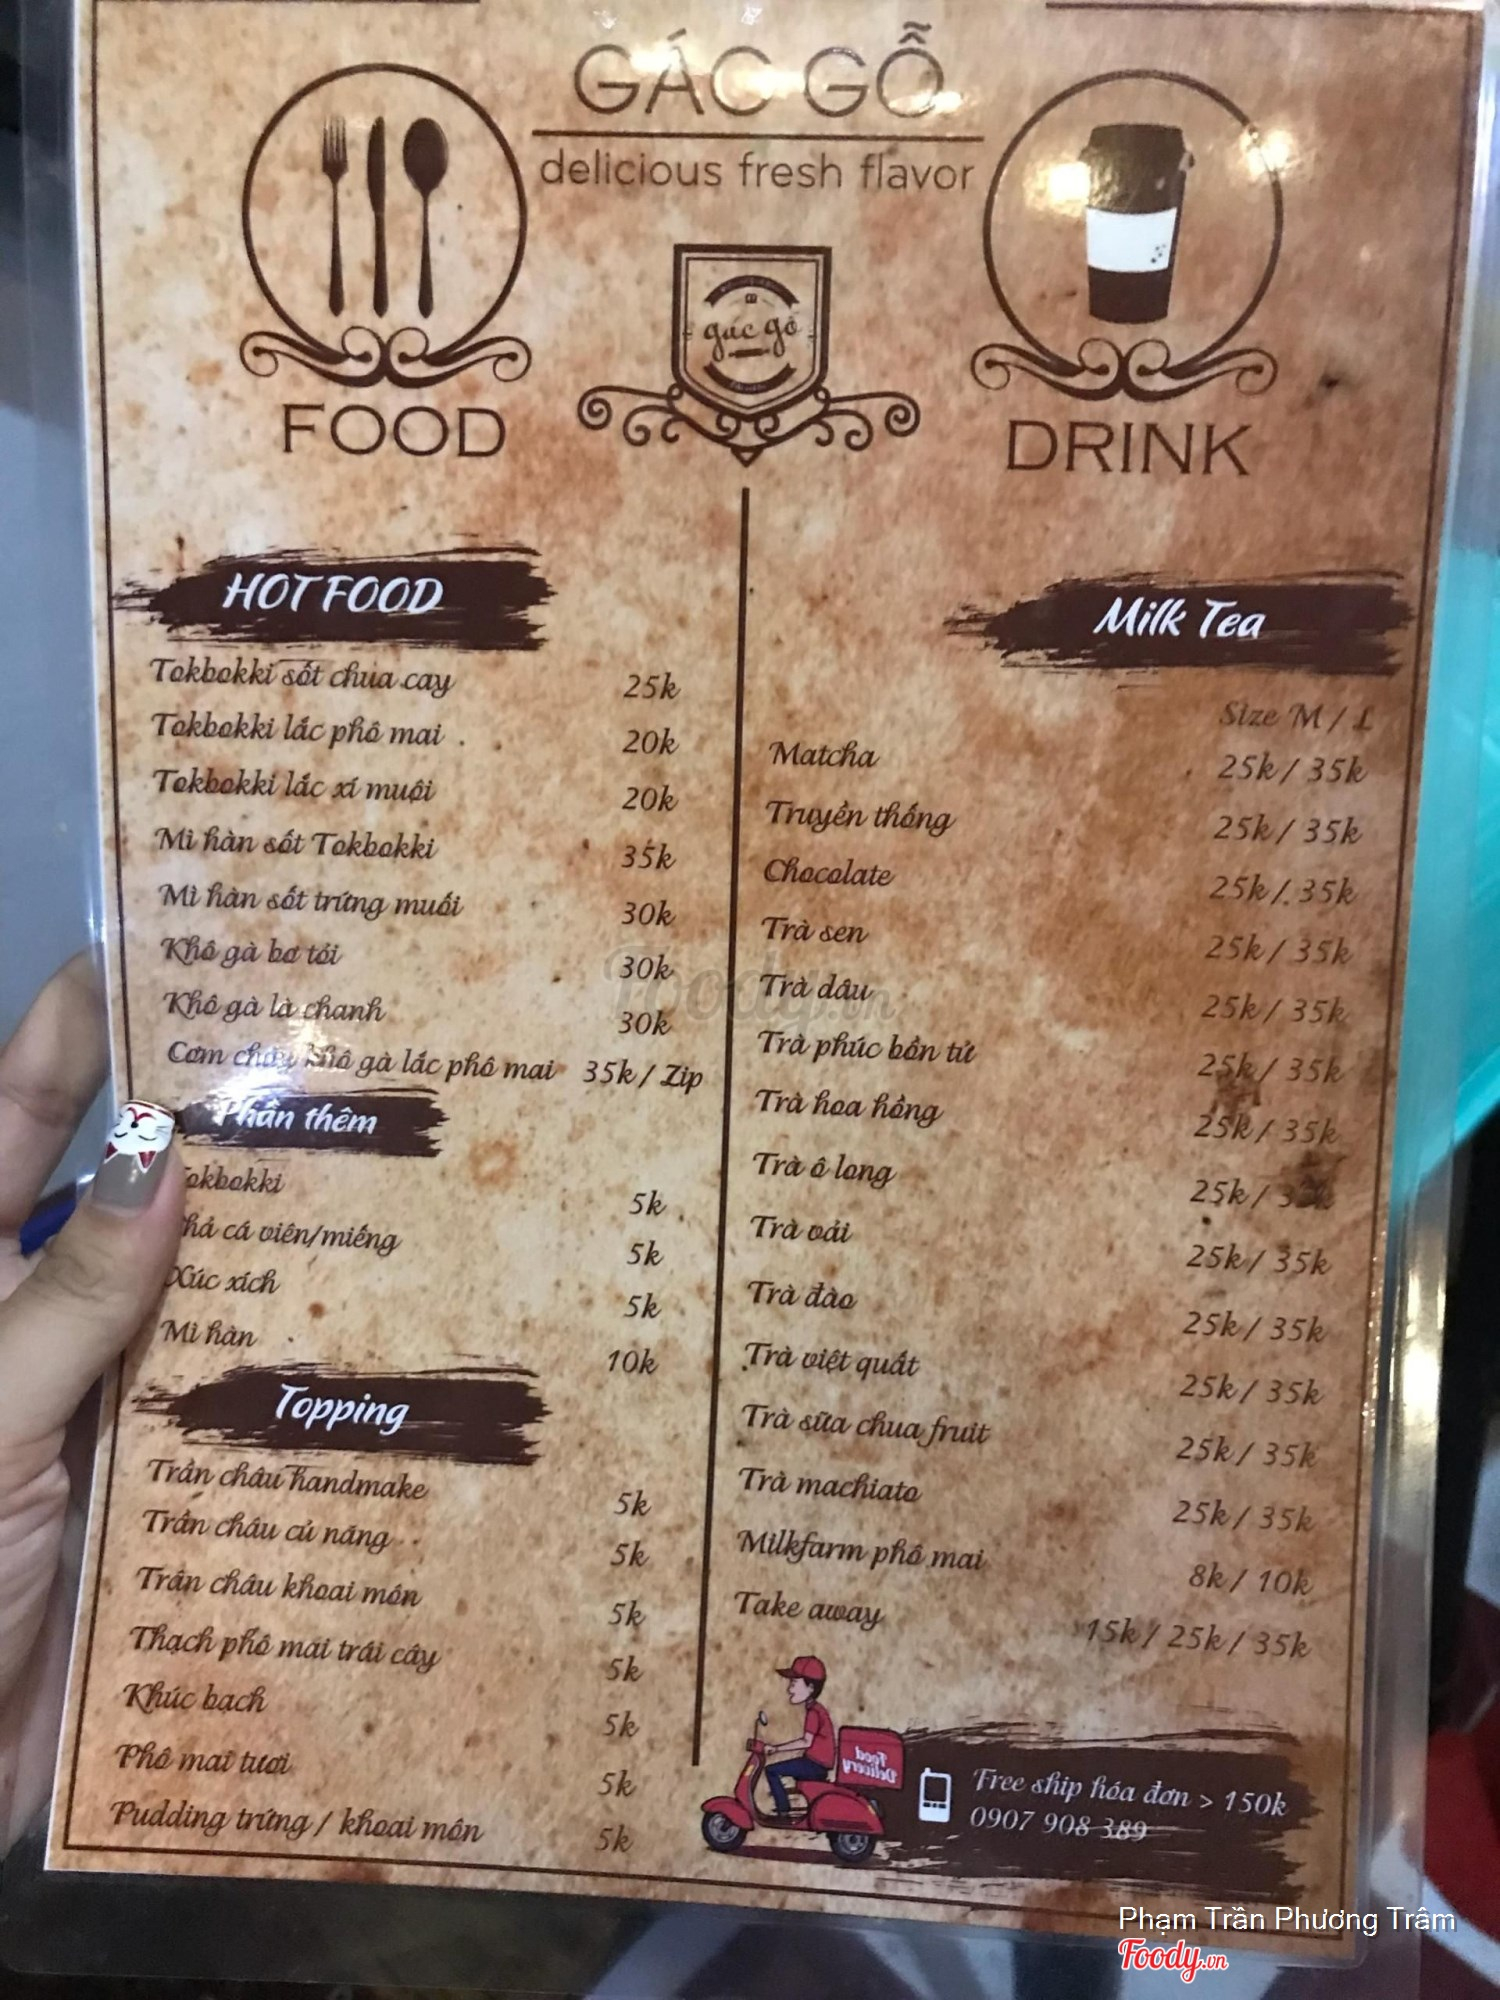 GÁC GỖ
delicious fresh flavor
gác gỗ
FOOD
DRINK
HOT FOOD
Tokbokki sốt chua cay 25k
Tokbokki lắc phô mai 20k
Tokbokki lắc xí muội 20k
Mì hàn sốt Tokbokki 35k
Mì hàn sốt trứng muối 30k
Khô gà bơ tỏi 30k
Khô gà lá chanh 30k
Cơm cháy khô gà lắc phô mai 35k / Zip
Phần thêm
Tokbokki 5k
Chả cá viên/miếng 5k
Xúc xích 5k
Mì hàn 10k
Topping
Trân châu handmake 5k
Trân châu củ năng 5k
Trân châu khoai môn 5k
Thạch phô mai trái cây 5k
Khúc bạch 5k
Phô mai tươi 5k
Pudding trứng / khoai môn 5k
Milk Tea
Size M / L
Matcha 25k / 35k
Truyền thống 25k / 35k
Chocolate 25k / 35k
Trà sen 25k / 35k
Trà dâu 25k / 35k
Trà phúc bồn tử 25k / 35k
Trà hoa hồng 25k / 35k
Trà ô long 25k / 35k
Trà vải 25k / 35k
Trà đào 25k / 35k
Trà việt quất 25k / 35k
Trà sữa chua fruit 25k / 35k
Trà machiato 25k / 35k
Milkfarm phô mai 8k / 10k
Take away 15k / 25k / 35k
Food Delivery
Free ship hóa đơn > 150k
0907 908 389
Foody.vn
Phạm Trần Phương Trâm
Foody.vn